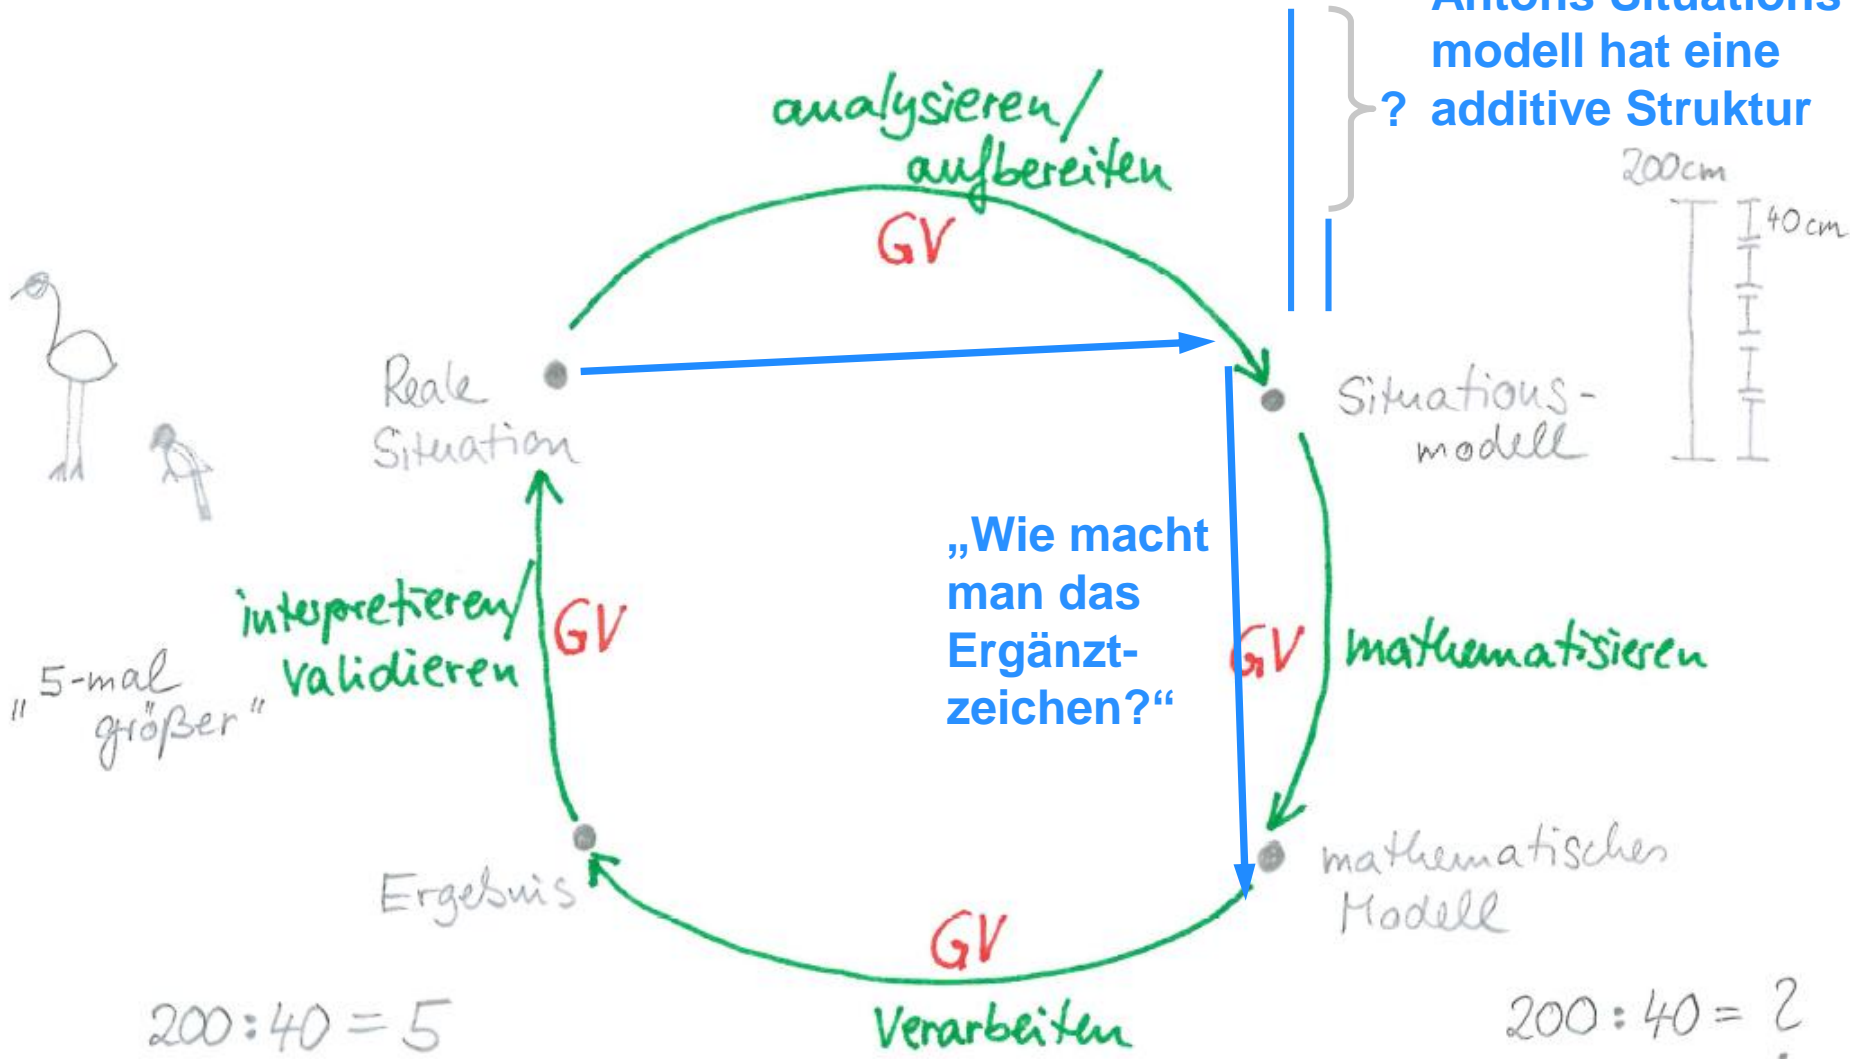 Antons Situations
modell hat eine
? additive Struktur
analysieren/
aufbereiten
GV
200cm
40cm
Reale
Situation
Situations-
modell
„Wie macht
man das
Ergänzt-
zeichen?“
GV
mathematisieren
interpretieren/
validieren
GV
„5-mal
größer"
mathematisches
Modell
Ergebnis
GV
Verarbeiten
200:40=5
200:40=?